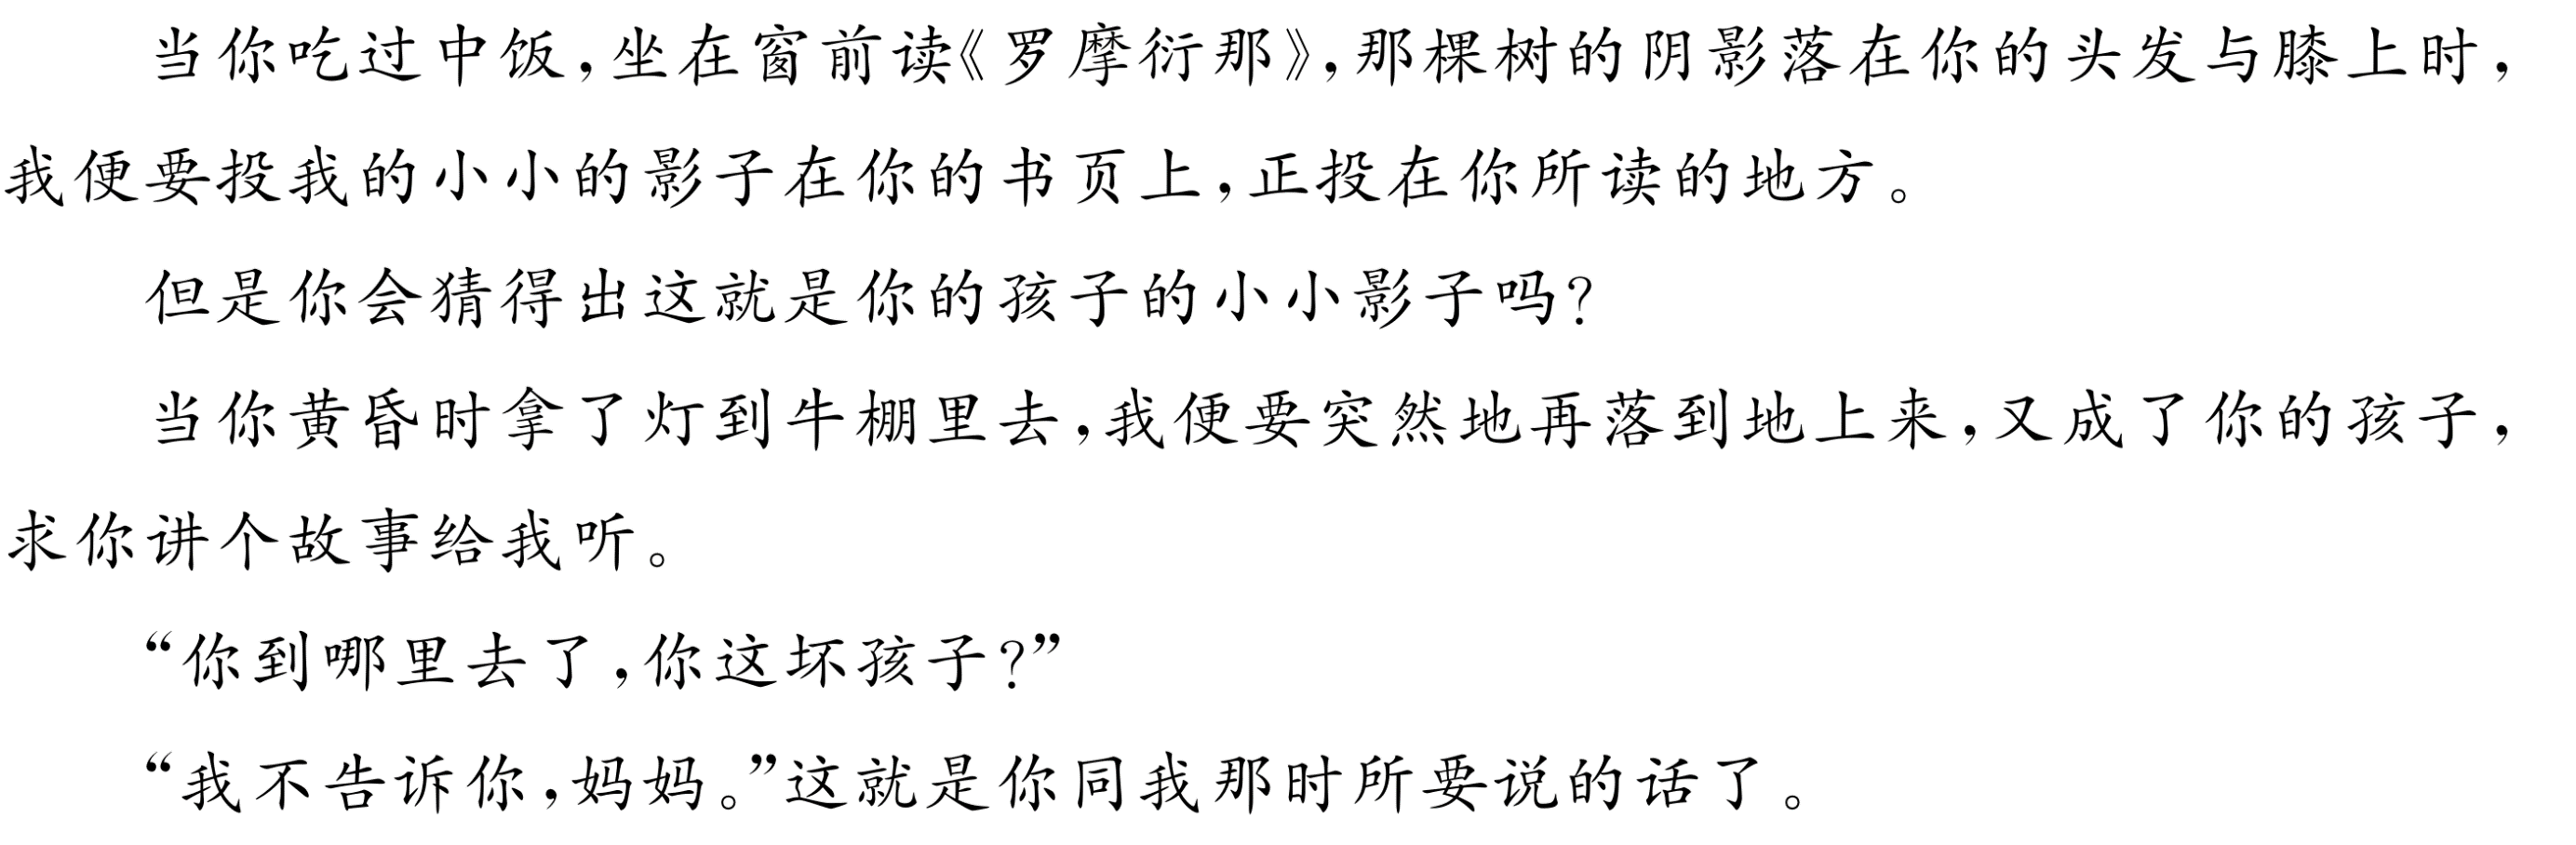 当你吃过中饭，坐在窗前读《罗摩衍那》，那棵树的阴影落在你的头发与膝上时，
我便要投我的小小的影子在你的书页上，正投在你所读的地方。
但是你会猜得出这就是你的孩子的小小影子吗？
当你黄昏时拿了灯到牛棚里去，我便要突然地再落到地上来，又成了你的孩子，
求你讲个故事给我听。
“你到哪里去了，你这坏孩子？”
“我不告诉你，妈妈。”这就是你同我那时所要说的话了。